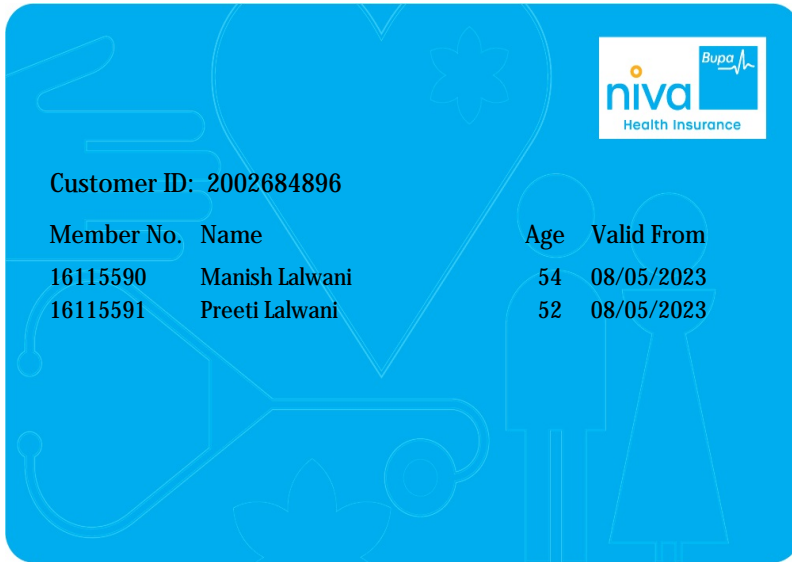 Bupa
niva
Health Insurance
Customer ID: 2002684896
Member No. Name Age Valid From
16115590 Manish Lalwani 54 08/05/2023
16115591 Preeti Lalwani 52 08/05/2023